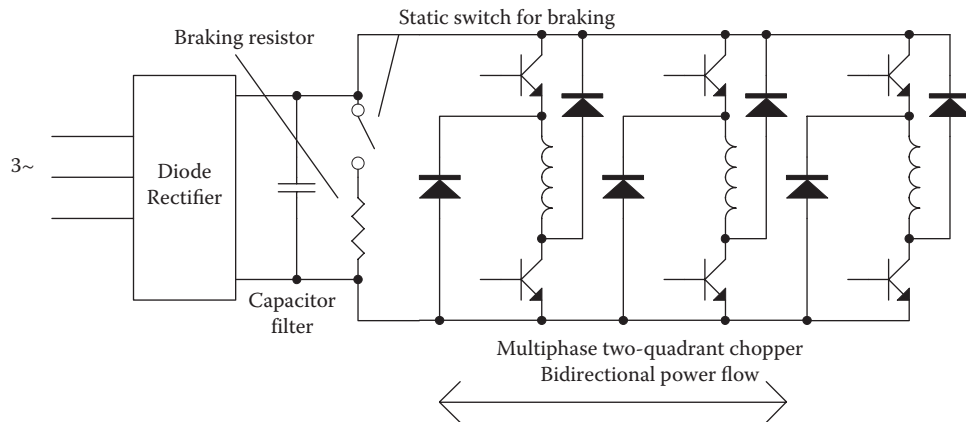 Static switch for braking
Braking resistor
3~
Diode
Rectifier
Capacitor
filter
Multiphase two-quadrant chopper
Bidirectional power flow